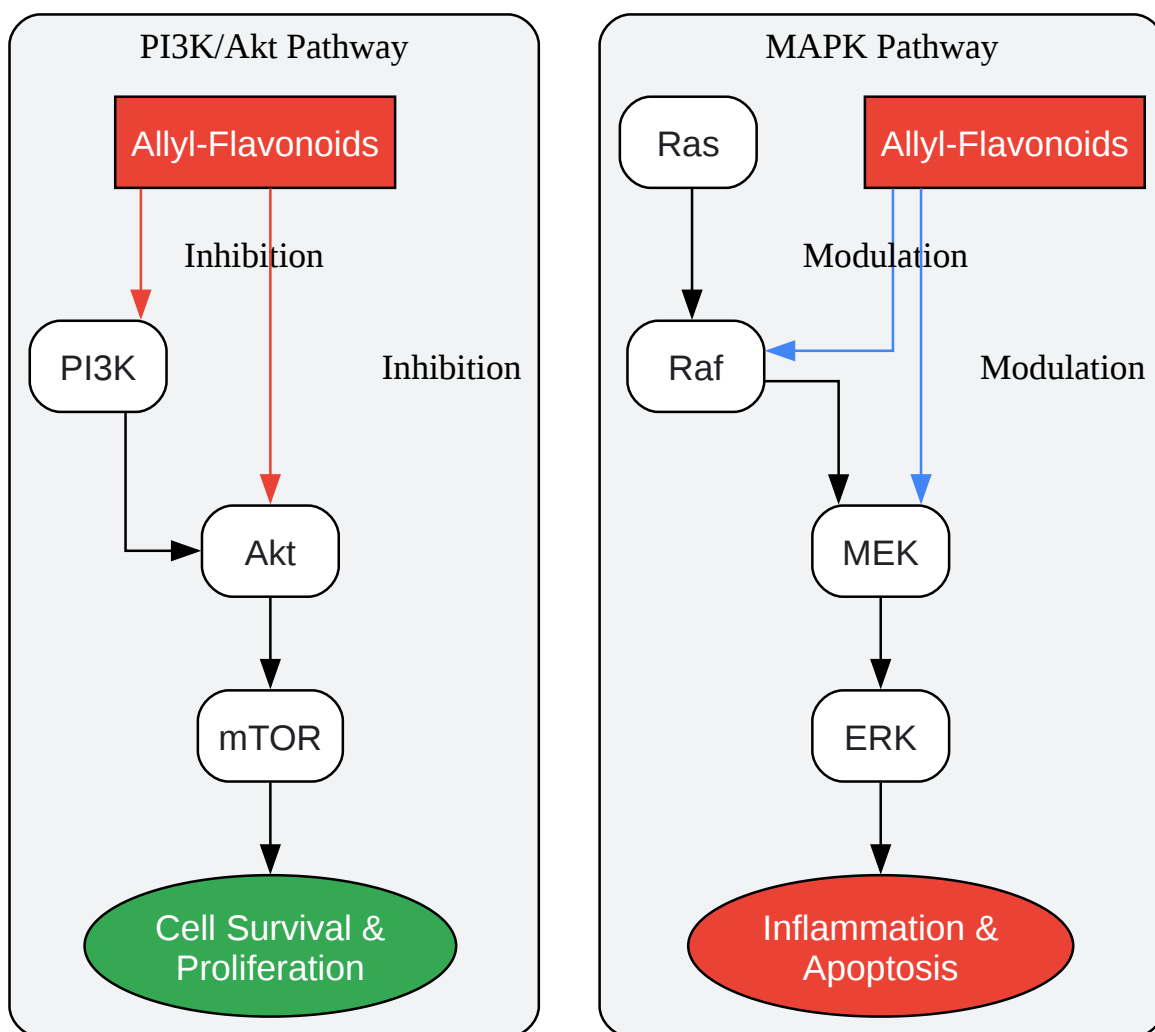 PI3K/Akt Pathway
Allyl-Flavonoids
Inhibition
PI3K
Inhibition
Akt
mTOR
Cell Survival &
Proliferation
MAPK Pathway
Ras
Allyl-Flavonoids
Modulation
Raf
Modulation
MEK
ERK
Inflammation &
Apoptosis